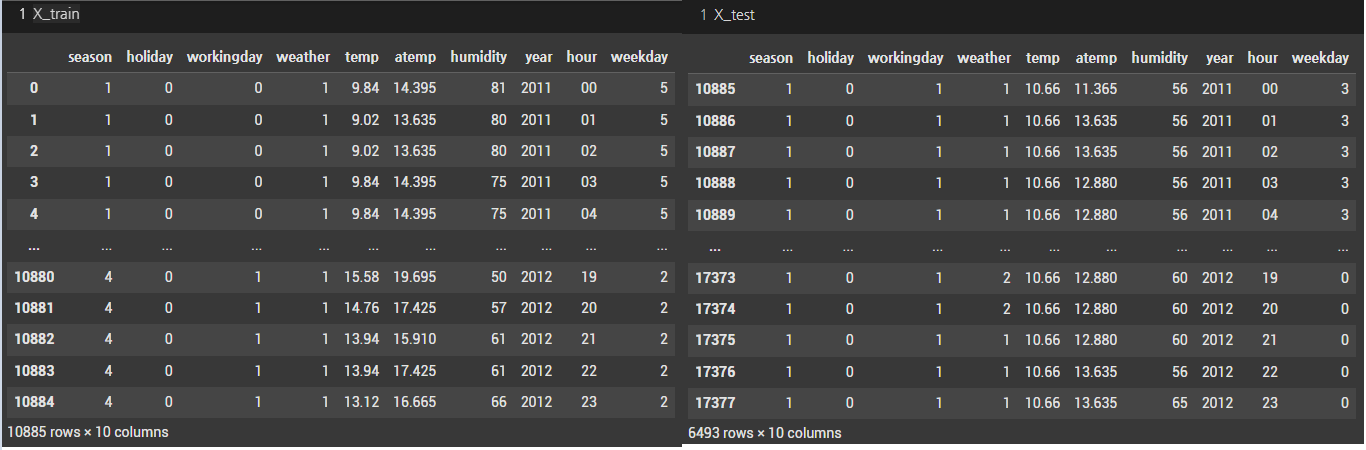 1 X_train
season holiday workingday weather temp atemp humidity year hour weekday
0 1 0 0 1 9.84 14.395 81 2011 00 5
1 1 0 0 1 9.02 13.635 80 2011 01 5
2 1 0 0 1 9.02 13.635 80 2011 02 5
3 1 0 0 1 9.84 14.395 75 2011 03 5
4 1 0 0 1 9.84 14.395 75 2011 04 5
... ... ... ... ... ... ... ... ... ... ...
10880 4 0 1 1 15.58 19.695 50 2012 19 2
10881 4 0 1 1 14.76 17.425 57 2012 20 2
10882 4 0 1 1 13.94 15.910 61 2012 21 2
10883 4 0 1 1 13.94 17.425 61 2012 22 2
10884 4 0 1 1 13.12 16.665 66 2012 23 2
10885 rows × 10 columns
1 X_test
season holiday workingday weather temp atemp humidity year hour weekday
10885 1 0 1 1 10.66 11.365 56 2011 00 3
10886 1 0 1 1 10.66 13.635 56 2011 01 3
10887 1 0 1 1 10.66 13.635 56 2011 02 3
10888 1 0 1 1 10.66 12.880 56 2011 03 3
10889 1 0 1 1 10.66 12.880 56 2011 04 3
... ... ... ... ... ... ... ... ... ... ...
17373 1 0 1 2 10.66 12.880 60 2012 19 0
17374 1 0 1 2 10.66 12.880 60 2012 20 0
17375 1 0 1 1 10.66 12.880 60 2012 21 0
17376 1 0 1 1 10.66 13.635 56 2012 22 0
17377 1 0 1 1 10.66 13.635 65 2012 23 0
6493 rows × 10 columns